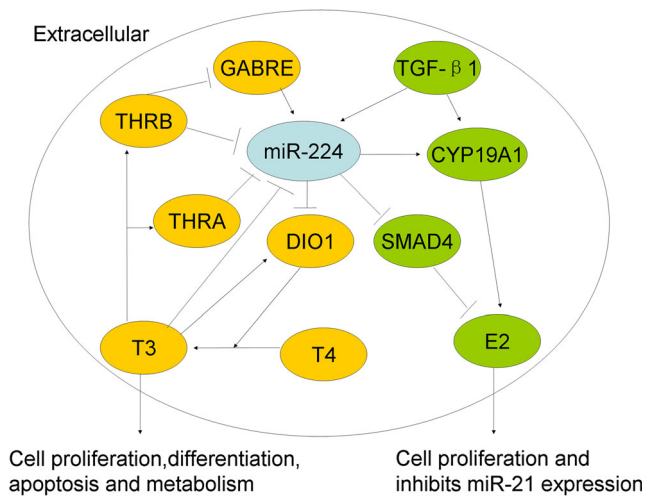 Extracellular
GABRE
TGF-β1
THRB
miR-224
CYP19A1
THRA
DIO1
SMAD4
T3
T4
E2
Cell proliferation,differentiation,
apoptosis and metabolism
Cell proliferation and
inhibits miR-21 expression